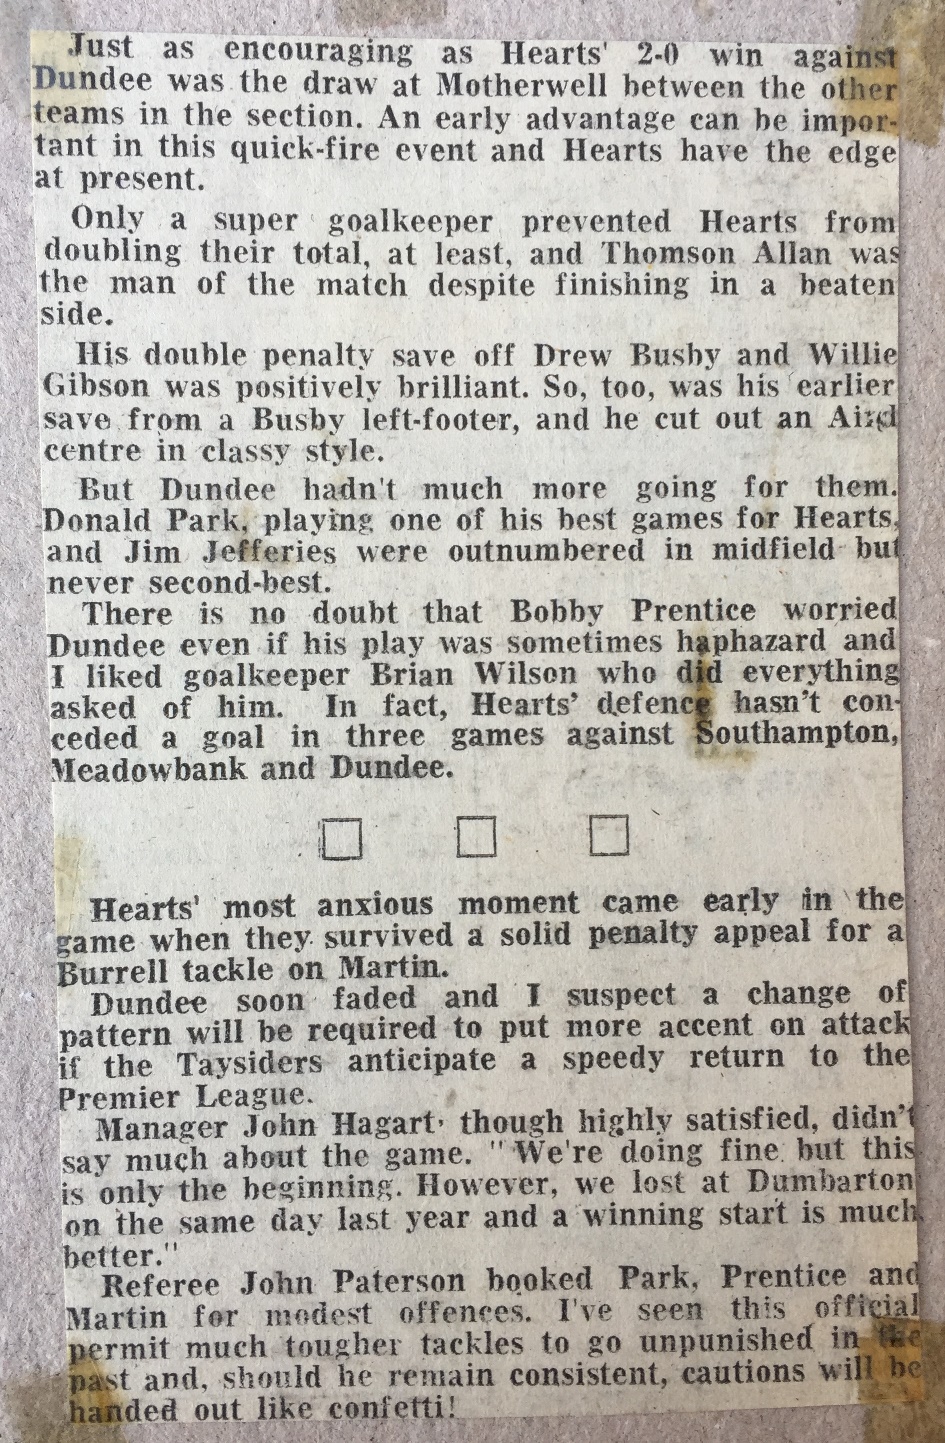 Just as encouraging as Hearts' 2-0 win against
Dundee was the draw at Motherwell between the other
teams in the section. An early advantage can be impor-
tant in this quick-fire event and Hearts have the edge
at present.
Only a super goalkeeper prevented Hearts from
doubling their total, at least, and Thomson Allan was
the man of the match despite finishing in a beaten
side.
His double penalty save off Drew Busby and Willie
Gibson was positively brilliant. So, too, was his earlier
save from a Busby left-footer, and he cut out an Aird
centre in classy style.
But Dundee hadn't much more going for them.
Donald Park, playing one of his best games for Hearts,
and Jim Jefferies were outnumbered in midfield but
never second-best.
There is no doubt that Bobby Prentice worried
Dundee even if his play was sometimes haphazard and
I liked goalkeeper Brian Wilson who did everything
asked of him. In fact, Hearts' defence hasn't con-
ceded a goal in three games against Southampton,
Meadowbank and Dundee.
Hearts' most anxious moment came early in the
game when they survived a solid penalty appeal for a
Burrell tackle on Martin.
Dundee soon faded and I suspect a change of
pattern will be required to put more accent on attack
if the Taysiders anticipate a speedy return to the
Premier League.
Manager John Hagart, though highly satisfied, didn't
say much about the game. "We're doing fine, but this
is only the beginning. However, we lost at Dumbarton
on the same day last year and a winning start is much
better."
Referee John Paterson booked Park, Prentice and
Martin for modest offences. I've seen this official
permit much tougher tackles to go unpunished in the
past and, should he remain consistent, cautions will be
handed out like confetti!